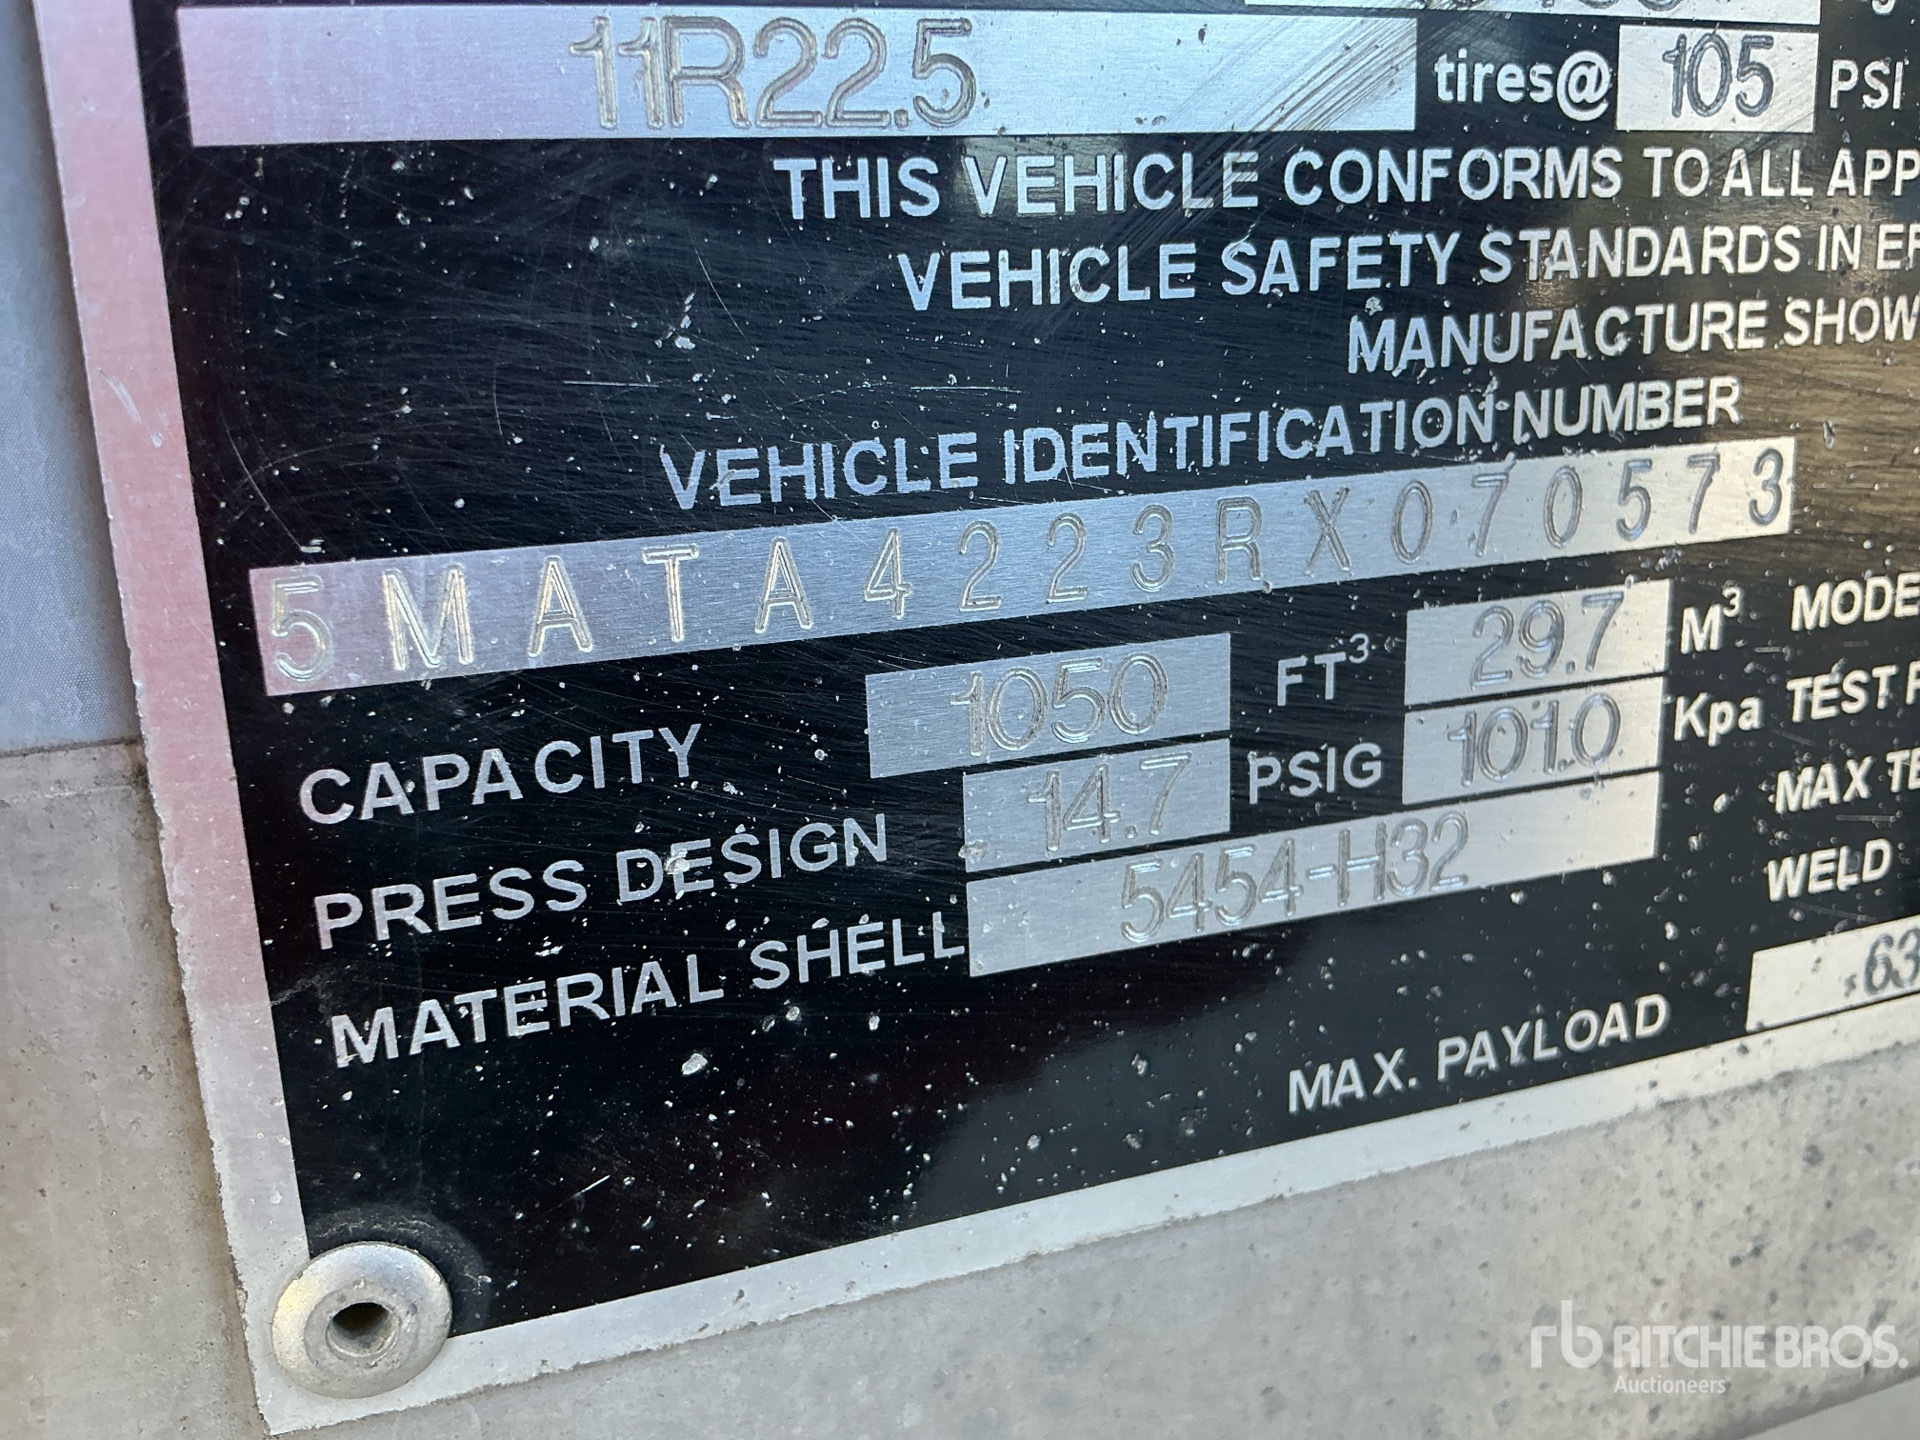 11R22.5 tires@ 105 PSI
THIS VEHICLE CONFORMS TO ALL APP
VEHICLE SAFETY STANDARDS IN EF
MANUFACTURE SHOW
VEHICLE IDENTIFICATION NUMBER
5MATA4223RX070573
CAPACITY 1050 FT³ 29.7 M³ MODE
PRESS DESIGN 14.7 PSIG 101.0 Kpa TEST P
MATERIAL SHELL 5454-H32 MAX TE
WELD
MAX. PAYLOAD 63
rb RITCHIE BROS.
Auctioneers